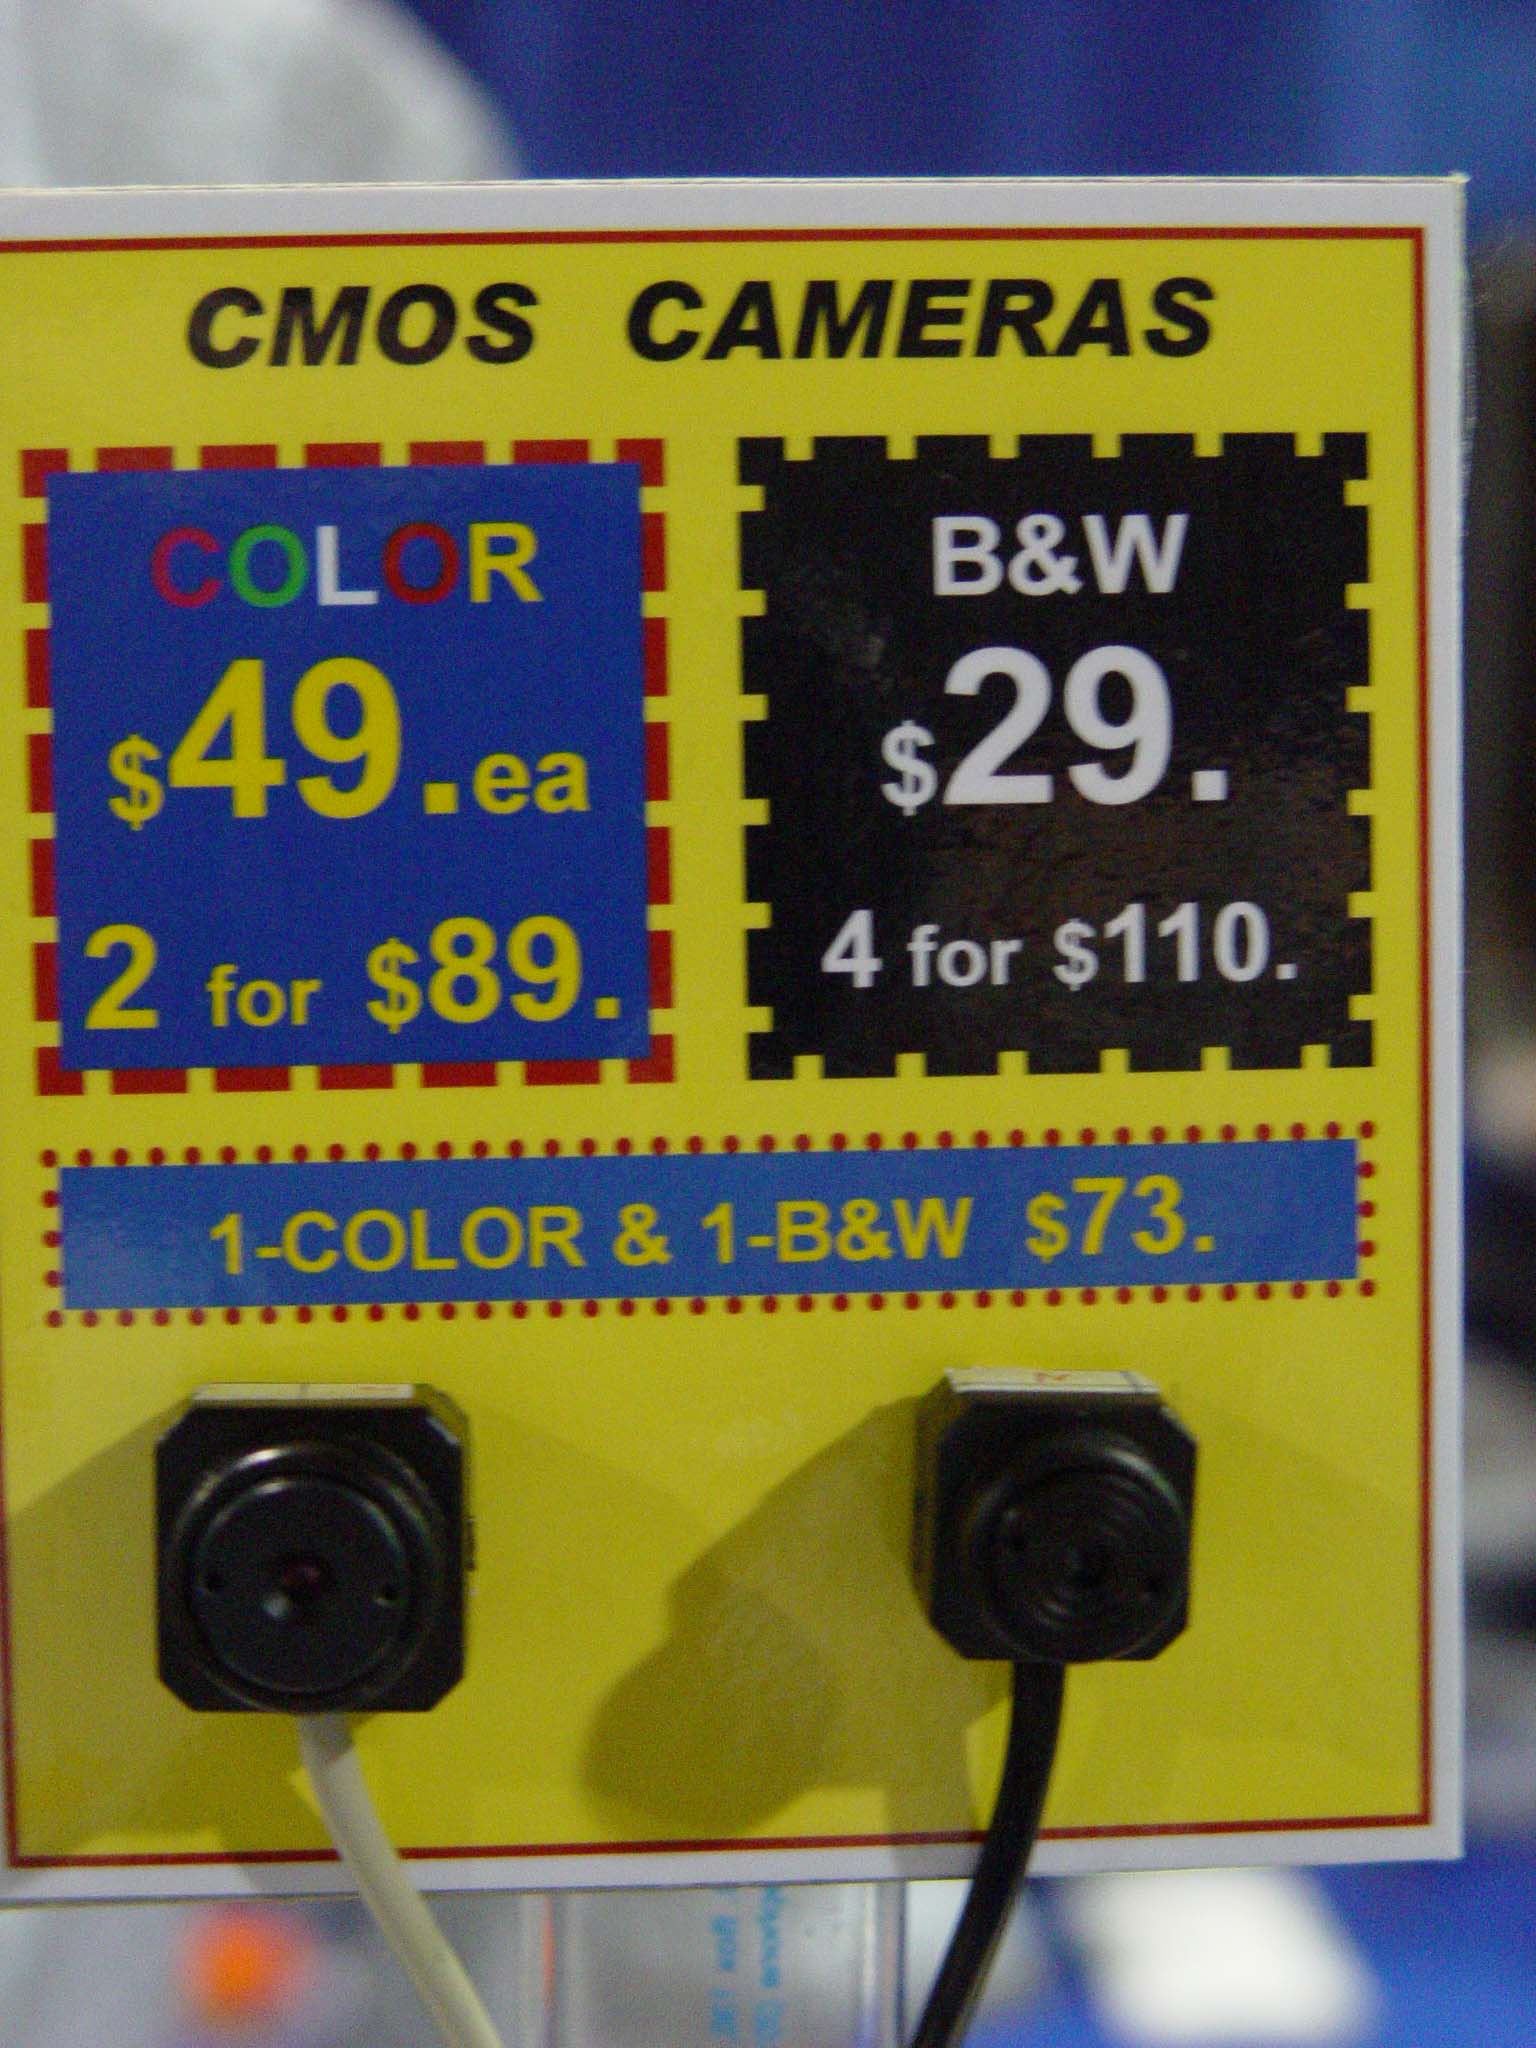 CMOS CAMERAS
COLOR
$49.ea
2 for $89.
B&W
$29.
4 for $110.
1-COLOR & 1-B&W $73.